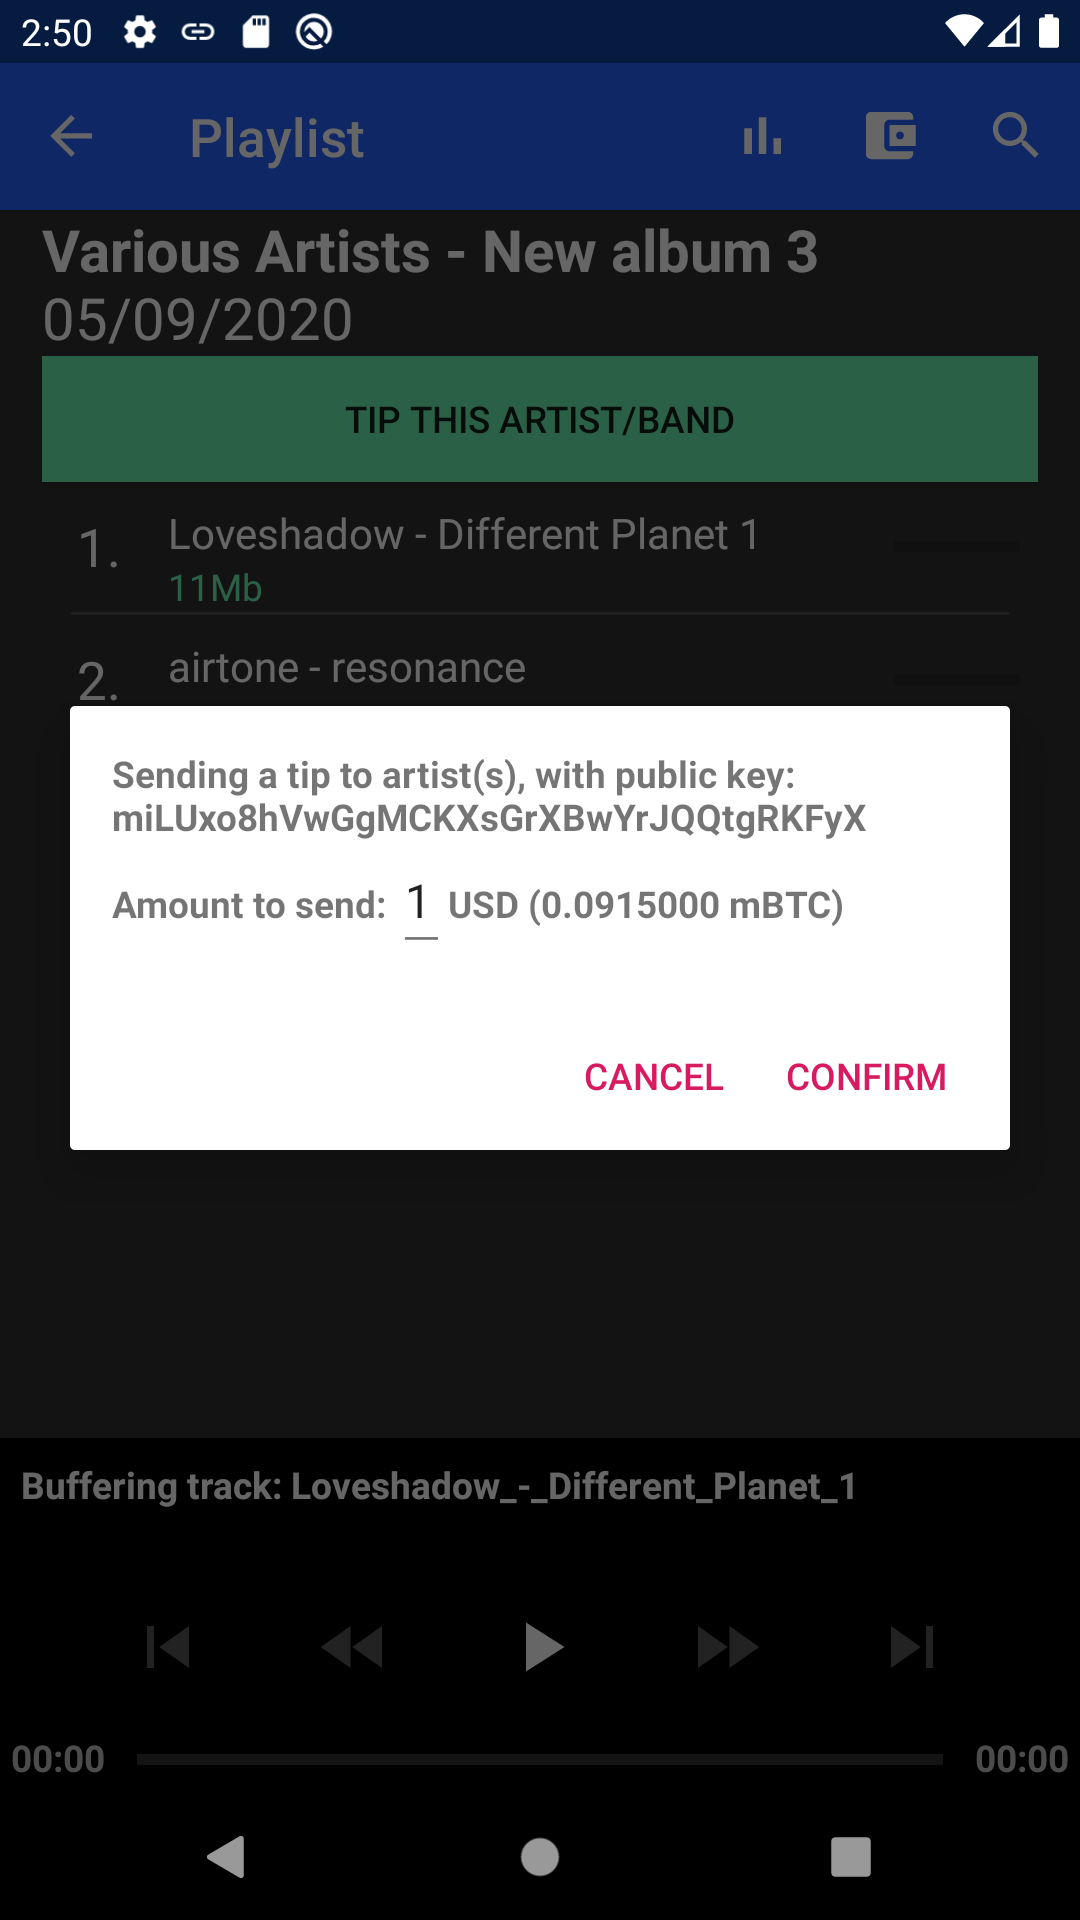 2:50
Playlist
Various Artists - New album 3
05/09/2020
TIP THIS ARTIST/BAND
1.
Loveshadow - Different Planet 1
11Mb
2.
airtone - resonance
Sending a tip to artist(s), with public key:
miLUxo8hVwGgMCKXsGrXBwYrJQQtgRKFyX
Amount to send: 1 USD (0.0915000 mBTC)
CANCEL CONFIRM
Buffering track: Loveshadow_-_Different_Planet_1
00:00
00:00